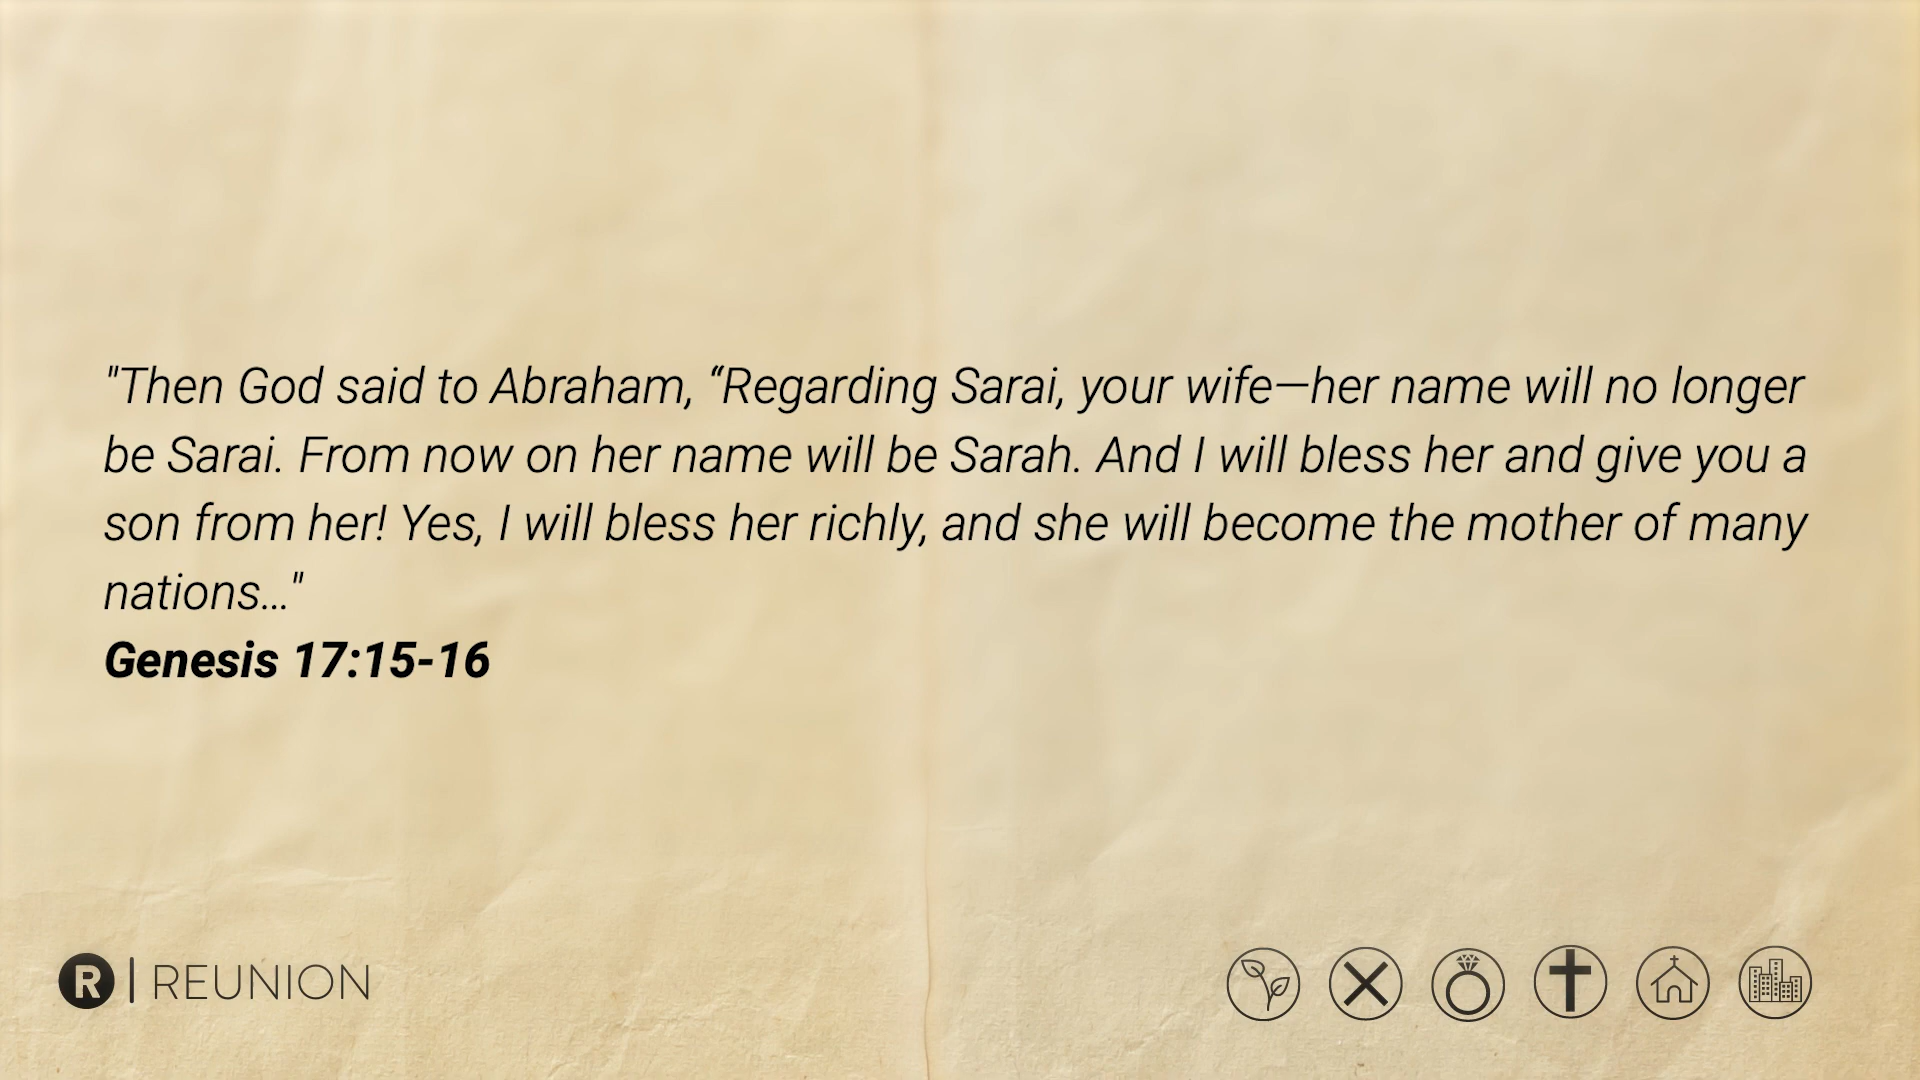 "Then God said to Abraham, “Regarding Sarai, your wife—her name will no longer
be Sarai. From now on her name will be Sarah. And I will bless her and give you a
son from her! Yes, I will bless her richly, and she will become the mother of many
nations…"
Genesis 17:15-16
R | REUNION